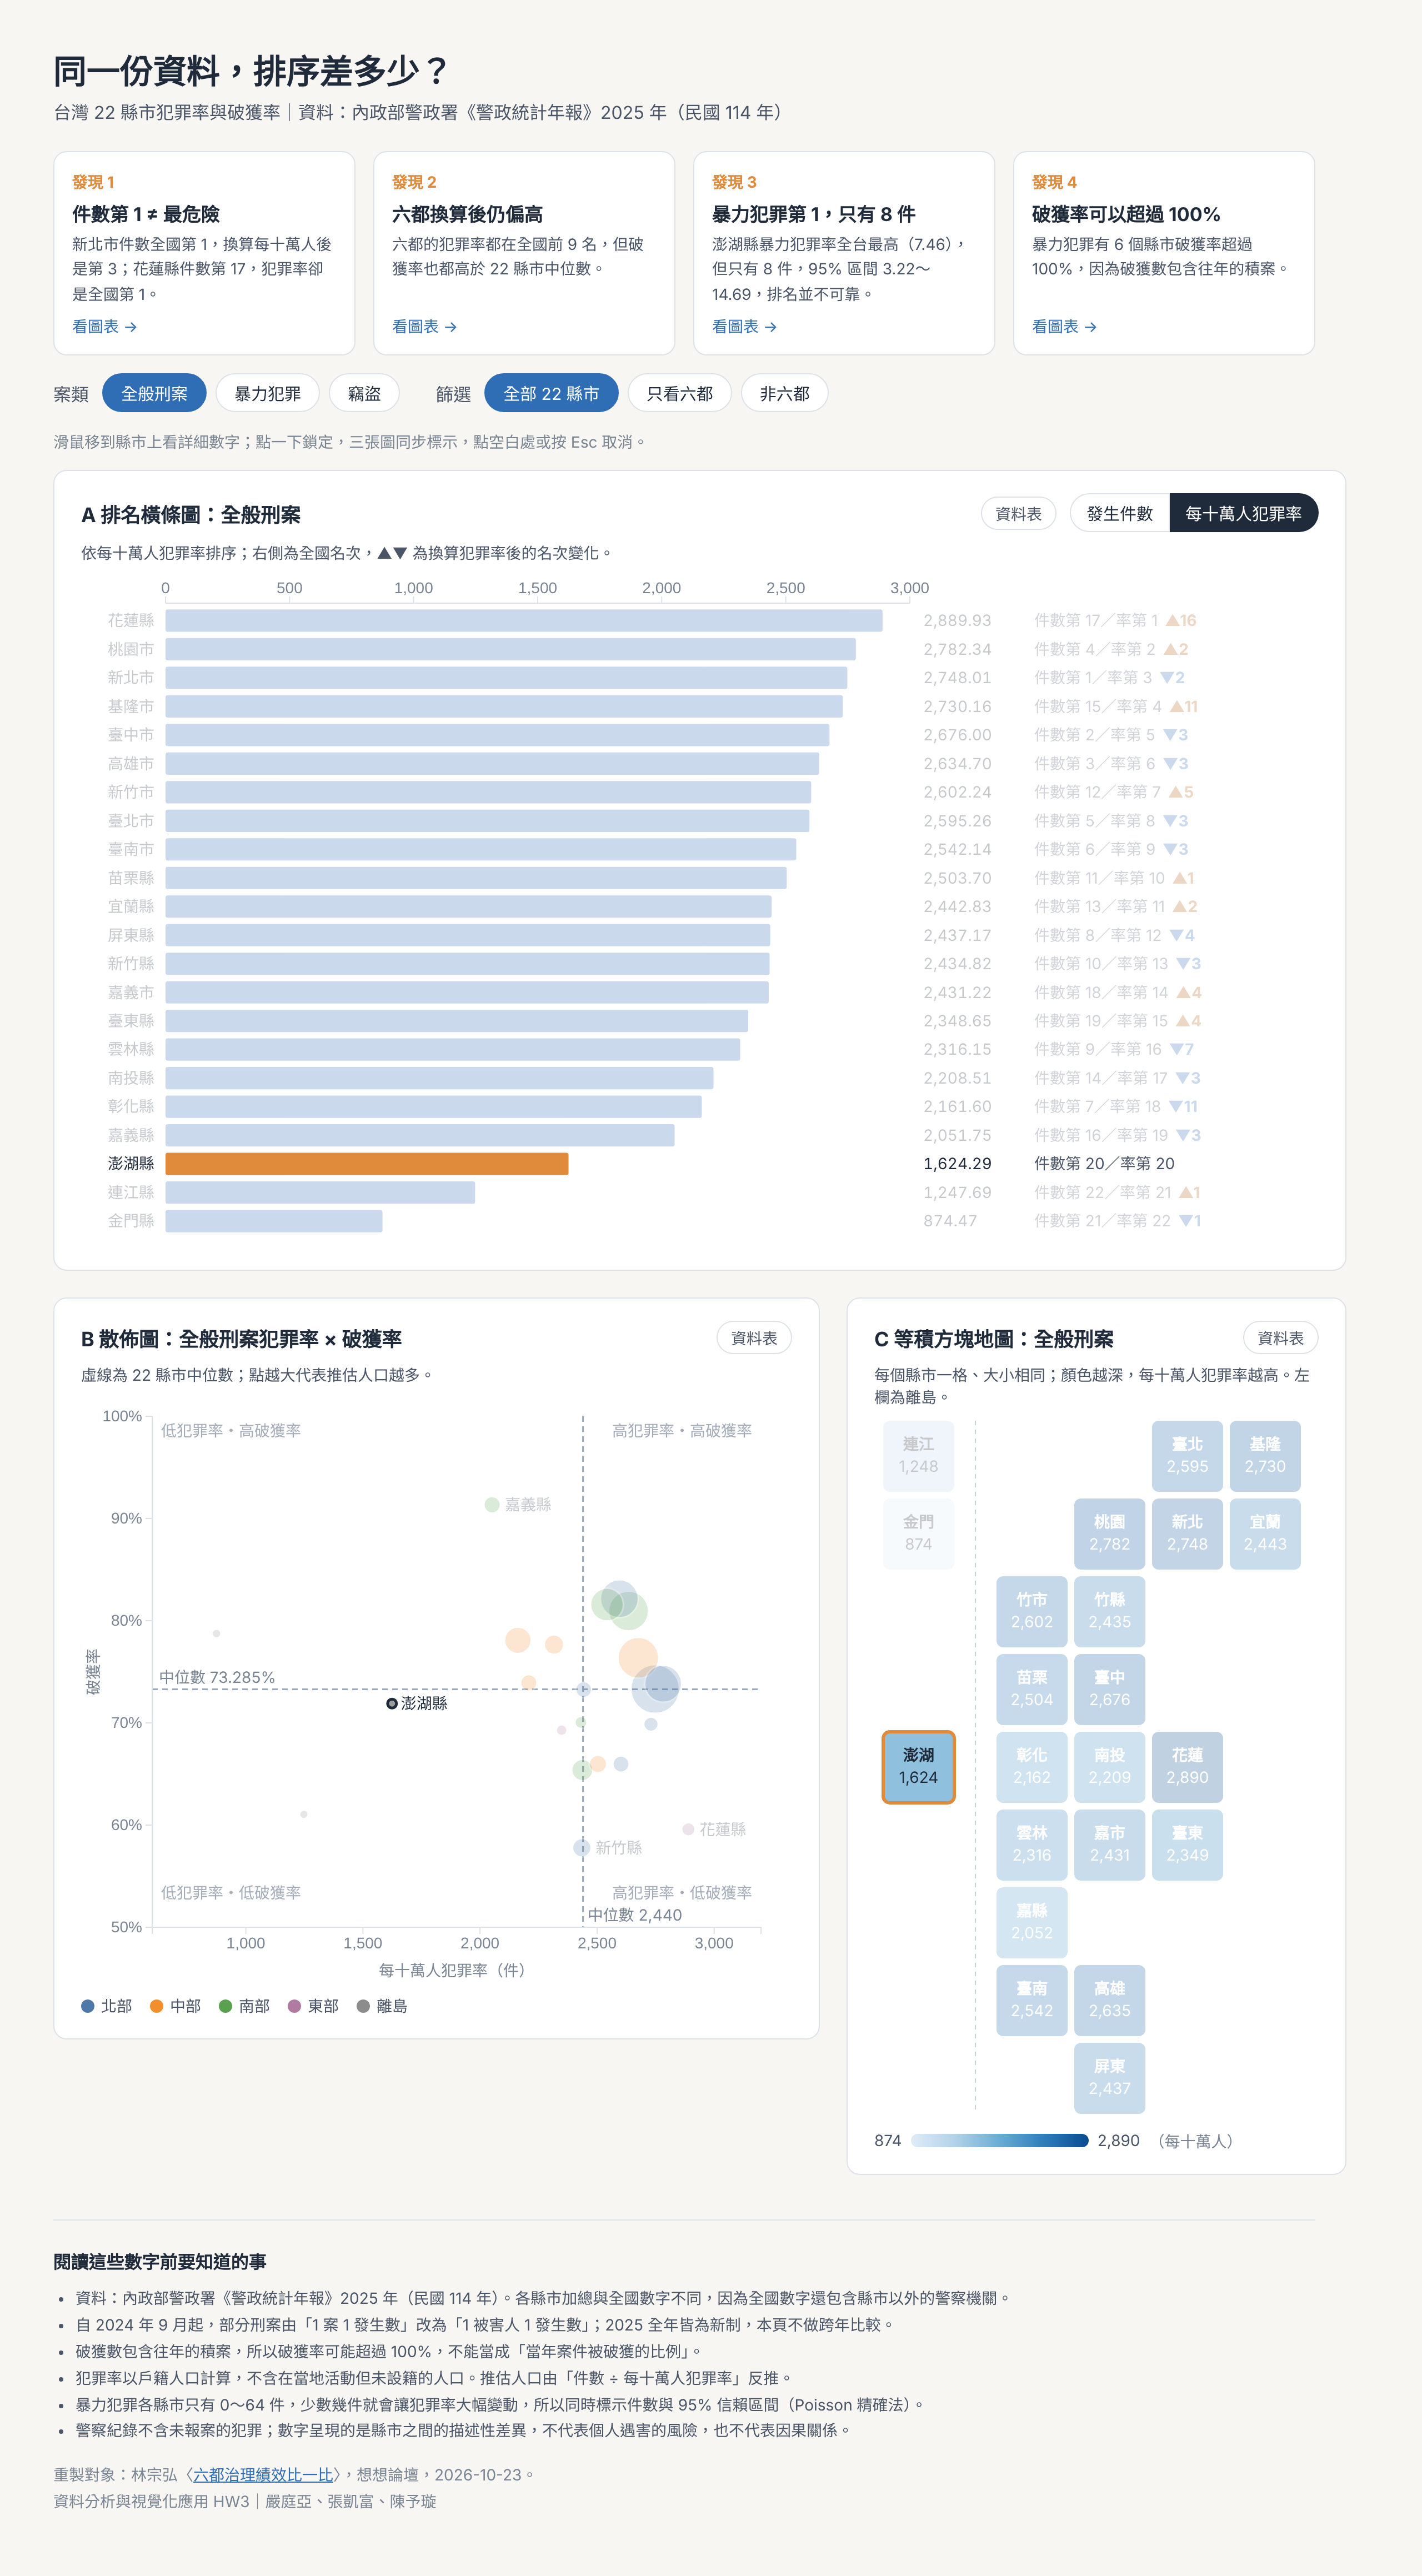 同一份資料，排序差多少？
台灣 22 縣市犯罪率與破獲率｜資料：內政部警政署《警政統計年報》2025 年（民國 114 年）
發現 1
件數第 1 ≠ 最危險
新北市件數全國第 1，換算每十萬人後
是第 3；花蓮縣件數第 17，犯罪率卻
是全國第 1。
看圖表 →
發現 2
六都換算後仍偏高
六都的犯罪率都在全國前 9 名，但破
獲率也都高於 22 縣市中位數。
看圖表 →
發現 3
暴力犯罪第 1，只有 8 件
澎湖縣暴力犯罪率全台最高（7.46），
但只有 8 件，95% 區間 3.22～
14.69，排名並不可靠。
看圖表 →
發現 4
破獲率可以超過 100%
暴力犯罪有 6 個縣市破獲率超過
100%，因為破獲數包含往年的積案。
看圖表 →
案類 全般刑案 暴力犯罪 竊盜 篩選 全部 22 縣市 只看六都 非六都
滑鼠移到縣市上看詳細數字；點一下鎖定，三張圖同步標示，點空白處或按 Esc 取消。
A 排名橫條圖：全般刑案 資料表 發生件數 每十萬人犯罪率
依每十萬人犯罪率排序；右側為全國名次，▲▼ 為換算犯罪率後的名次變化。
0 500 1,000 1,500 2,000 2,500 3,000
花蓮縣 2,889.93 件數第 17／率第 1 ▲16
桃園市 2,782.34 件數第 4／率第 2 ▲2
新北市 2,748.01 件數第 1／率第 3 ▼2
基隆市 2,730.16 件數第 15／率第 4 ▲11
臺中市 2,676.00 件數第 2／率第 5 ▼3
高雄市 2,634.70 件數第 3／率第 6 ▼3
新竹市 2,602.24 件數第 12／率第 7 ▲5
臺北市 2,595.26 件數第 5／率第 8 ▼3
臺南市 2,542.14 件數第 6／率第 9 ▼3
苗栗縣 2,503.70 件數第 11／率第 10 ▲1
宜蘭縣 2,442.83 件數第 13／率第 11 ▲2
屏東縣 2,437.17 件數第 8／率第 12 ▼4
新竹縣 2,434.82 件數第 10／率第 13 ▼3
嘉義市 2,431.22 件數第 18／率第 14 ▲4
臺東縣 2,348.65 件數第 19／率第 15 ▲4
雲林縣 2,316.15 件數第 9／率第 16 ▼7
南投縣 2,208.51 件數第 14／率第 17 ▼3
彰化縣 2,161.60 件數第 7／率第 18 ▼11
嘉義縣 2,051.75 件數第 16／率第 19 ▼3
澎湖縣 1,624.29 件數第 20／率第 20
連江縣 1,247.69 件數第 22／率第 21 ▲1
金門縣 874.47 件數第 21／率第 22 ▼1
B 散佈圖：全般刑案犯罪率 × 破獲率 資料表
虛線為 22 縣市中位數；點越大代表推估人口越多。
100%
低犯罪率・高破獲率 高犯罪率・高破獲率
嘉義縣
90%
80%
破獲率
中位數 73.285%
澎湖縣
70%
60%
花蓮縣
新竹縣
低犯罪率・低破獲率 高犯罪率・低破獲率
中位數 2,440
50%
1,000 1,500 2,000 2,500 3,000
每十萬人犯罪率（件）
北部 中部 南部 東部 離島
C 等積方塊地圖：全般刑案 資料表
每個縣市一格、大小相同；顏色越深，每十萬人犯罪率越高。左
欄為離島。
連江 臺北 基隆
1,248 2,595 2,730
金門 桃園 新北 宜蘭
874 2,782 2,748 2,443
竹市 竹縣
2,602 2,435
苗栗 臺中
2,504 2,676
澎湖 彰化 南投 花蓮
1,624 2,162 2,209 2,890
雲林 嘉市 臺東
2,316 2,431 2,349
嘉縣
2,052
臺南 高雄
2,542 2,635
屏東
2,437
874 2,890 （每十萬人）
閱讀這些數字前要知道的事
• 資料：內政部警政署《警政統計年報》2025 年（民國 114 年）。各縣市加總與全國數字不同，因為全國數字還包含縣市以外的警察機關。
• 自 2024 年 9 月起，部分刑案由「1 案 1 發生數」改為「1 被害人 1 發生數」；2025 全年皆為新制，本頁不做跨年比較。
• 破獲數包含往年的積案，所以破獲率可能超過 100%，不能當成「當年案件被破獲的比例」。
• 犯罪率以戶籍人口計算，不含在當地活動但未設籍的人口。推估人口由「件數 ÷ 每十萬人犯罪率」反推。
• 暴力犯罪各縣市只有 0～64 件，少數幾件就會讓犯罪率大幅變動，所以同時標示件數與 95% 信賴區間（Poisson 精確法）。
• 警察紀錄不含未報案的犯罪；數字呈現的是縣市之間的描述性差異，不代表個人遇害的風險，也不代表因果關係。
重製對象：林宗弘〈六都治理績效比一比〉，想想論壇，2026-10-23。
資料分析與視覺化應用 HW3｜嚴庭亞、張凱富、陳予璇